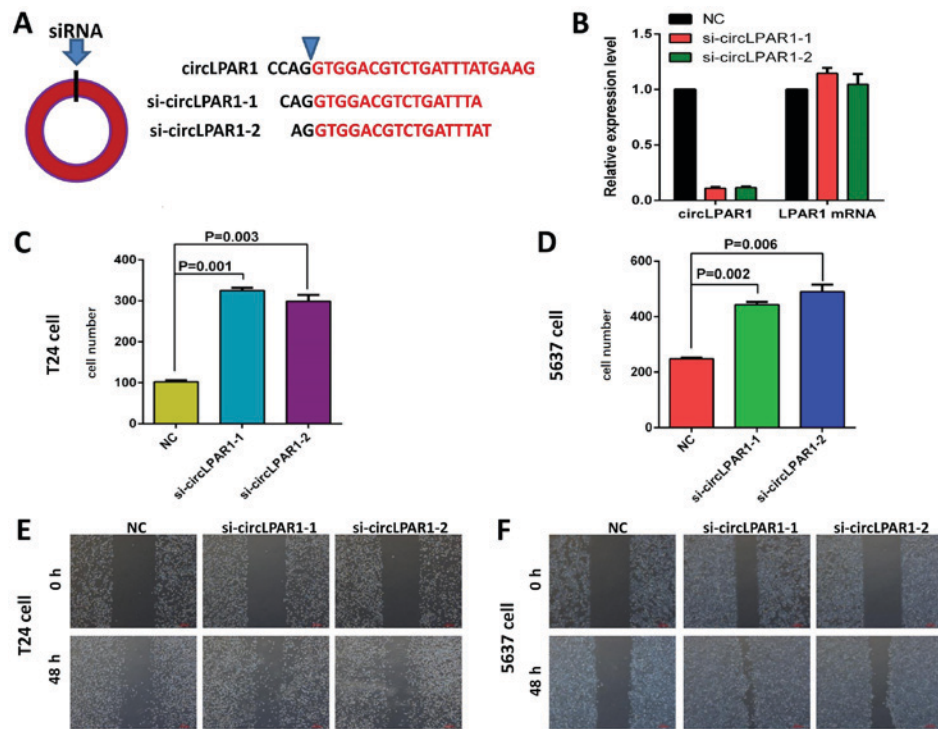 A
siRNA
circLPAR1 CCAGGTGGACGTCTGATTTATGAAG
si-circLPAR1-1 CAGGTGGACGTCTGATTTA
si-circLPAR1-2 AGGTGGACGTCTGATTTAT
B
NC
si-circLPAR1-1
si-circLPAR1-2
Relative expression level
1.5
1.0
0.5
0.0
circLPAR1 LPAR1 mRNA
C
T24 cell
cell number
P=0.003
P=0.001
400
300
200
100
0
NC si-circLPAR1-1 si-circLPAR1-2
D
5637 cell
cell number
P=0.006
P=0.002
600
400
200
0
NC si-circLPAR1-1 si-circLPAR1-2
E
NC si-circLPAR1-1 si-circLPAR1-2
T24 cell
0 h
48 h
F
NC si-circLPAR1-1 si-circLPAR1-2
5637 cell
0 h
48 h